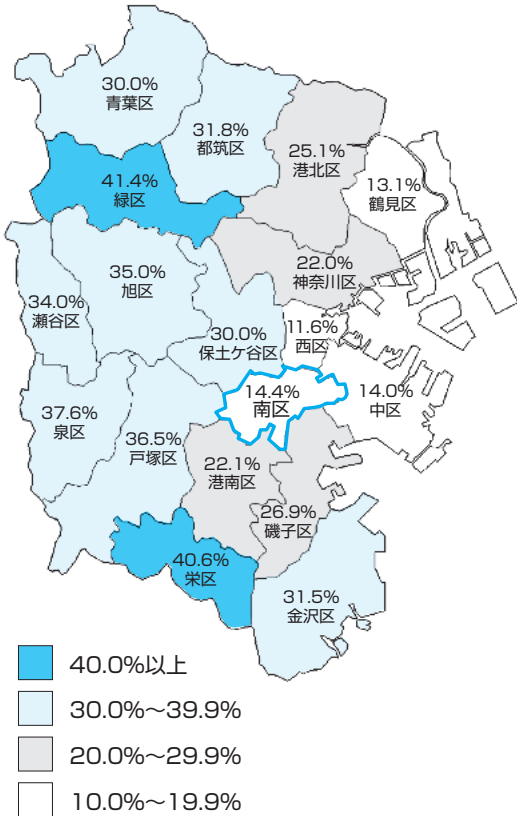 30.0%
青葉区
31.8%
都筑区
25.1%
港北区
13.1%
鶴見区
41.4%
緑区
22.0%
神奈川区
35.0%
旭区
34.0%
瀬谷区
30.0%
保土ケ谷区
11.6%
西区
14.4%
南区
14.0%
中区
37.6%
泉区
36.5%
戸塚区
22.1%
港南区
26.9%
磯子区
40.6%
栄区
31.5%
金沢区
40.0%以上
30.0%～39.9%
20.0%～29.9%
10.0%～19.9%